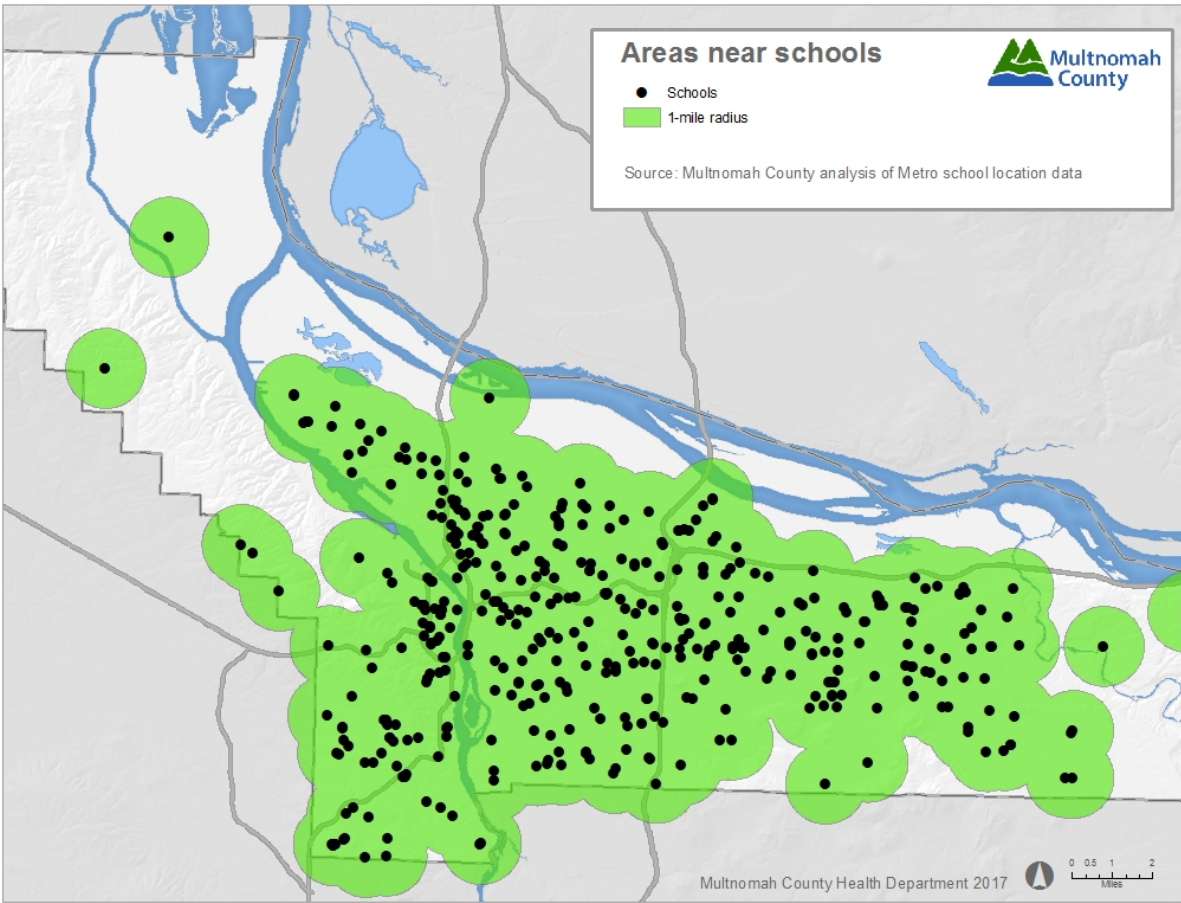 Areas near schools
Multnomah
County
Schools
1-mile radius
Source: Multnomah County analysis of Metro school location data
Multnomah County Health Department 2017
0 0.5 1 2
Miles